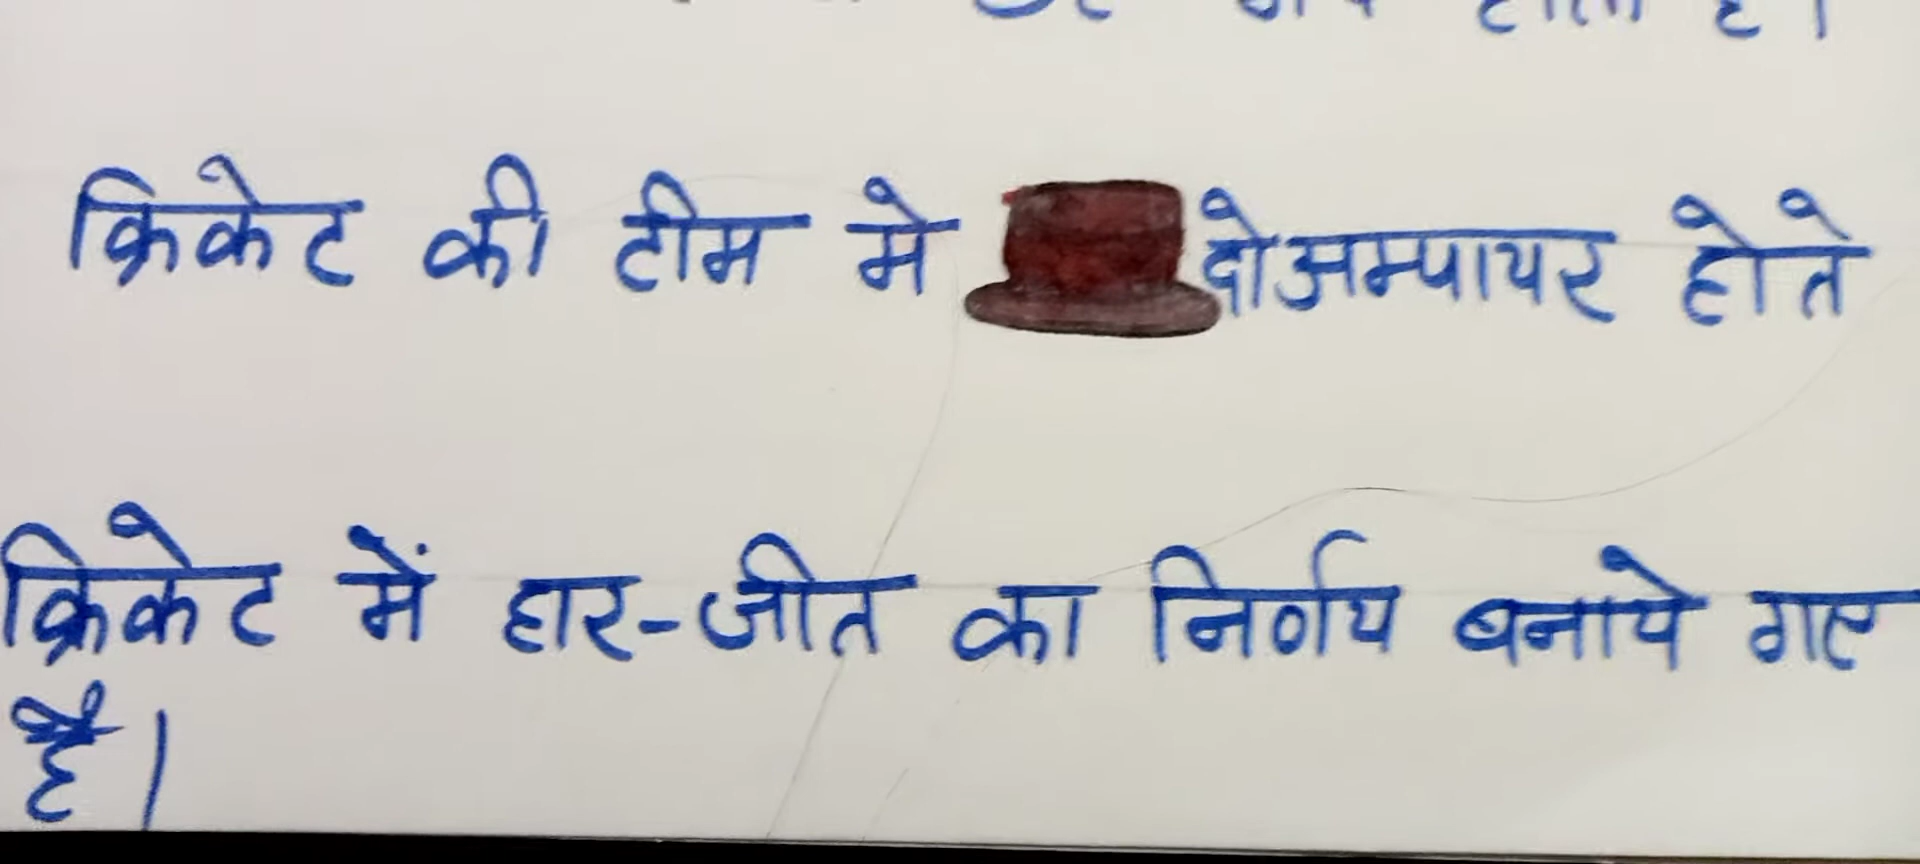 क्रिकेट की टीम मे दो अम्पायर होते
क्रिकेट में हार-जीत का निर्णय बनाये गए
है।